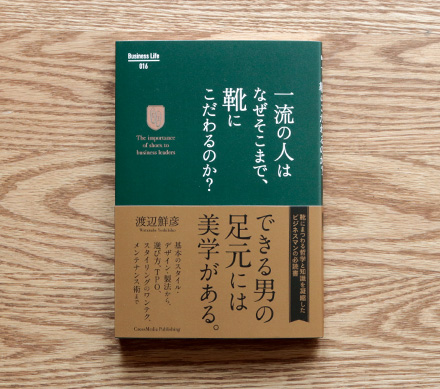 Business Life
016
一流の人は
なぜそこまで、
靴に
こだわるのか?
The importance
of shoes to
business leaders
渡辺鮮彦
Watanabe Yoshihiko
できる男の
足元には
美学がある。
靴にまつわる哲学と知識を凝縮した
ビジネスマンの必読書
基本のスタイル・
デザイン、製法から、
選び方、TPO、
スタイリングのワンテク、
メンテナンス術まで
CrossMedia Publishing